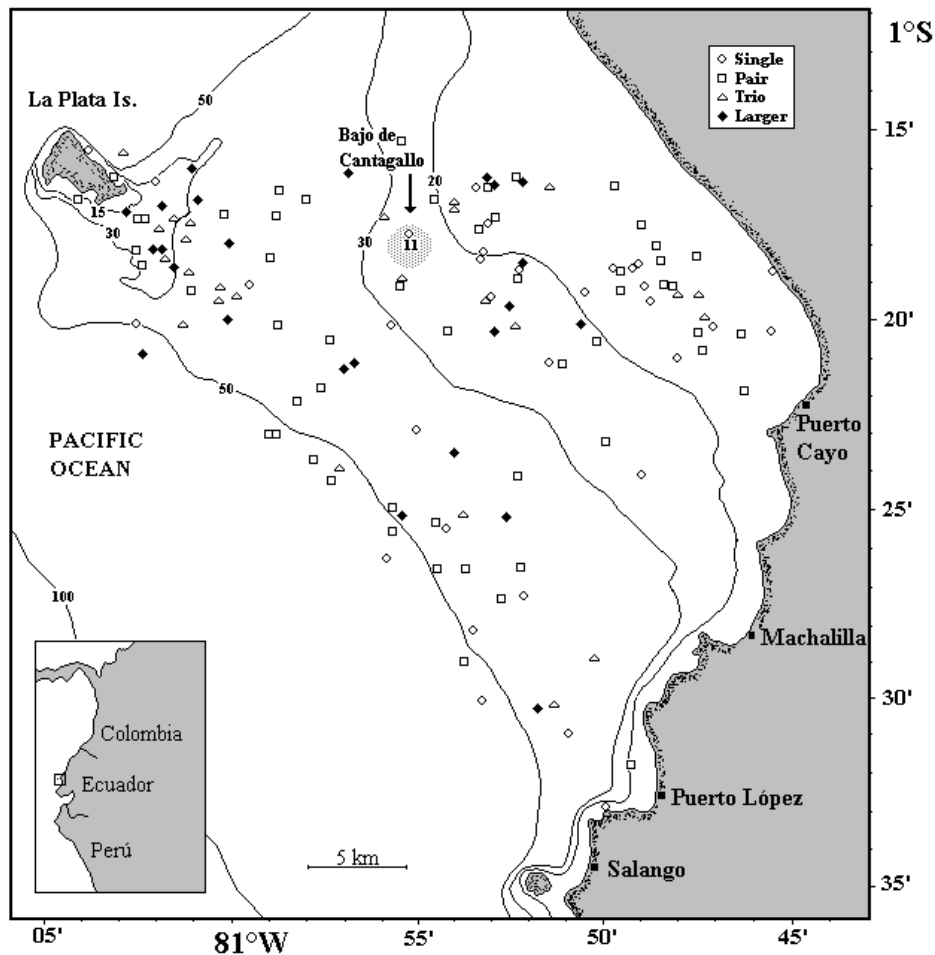 1°S
Single
Pair
Trio
Larger
La Plata Is.
50
15'
Bajo de
Cantagallo
20
15
30
30
11
20'
50
Puerto
Cayo
PACIFIC
OCEAN
25'
100
Machalilla
30'
Colombia
Ecuador
Perú
Puerto López
5 km
Salango
35'
05'
81°W
55'
50'
45'